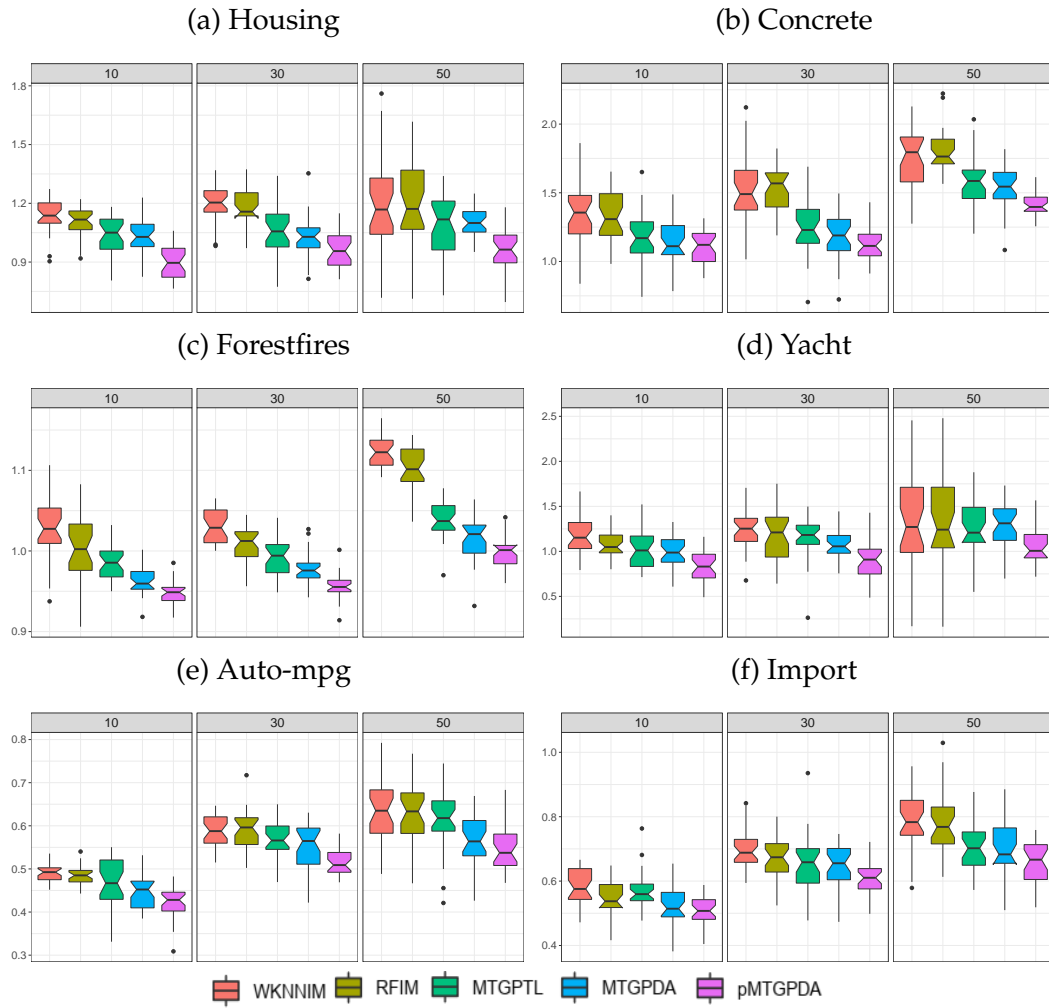 (a) Housing
(b) Concrete
10 30 50
10 30 50
1.8
1.2
0.9
2.0
1.5
1.0
(c) Forestfires
(d) Yacht
10 30 50
10 30 50
1.1
1.0
0.9
2.5
2.0
1.5
1.0
0.5
(e) Auto-mpg
(f) Import
10 30 50
10 30 50
0.8
0.7
0.6
0.5
0.4
0.3
1.0
0.8
0.6
0.4
WKNNIM RFIM MTGPTL MTGPDA pMTGPDA